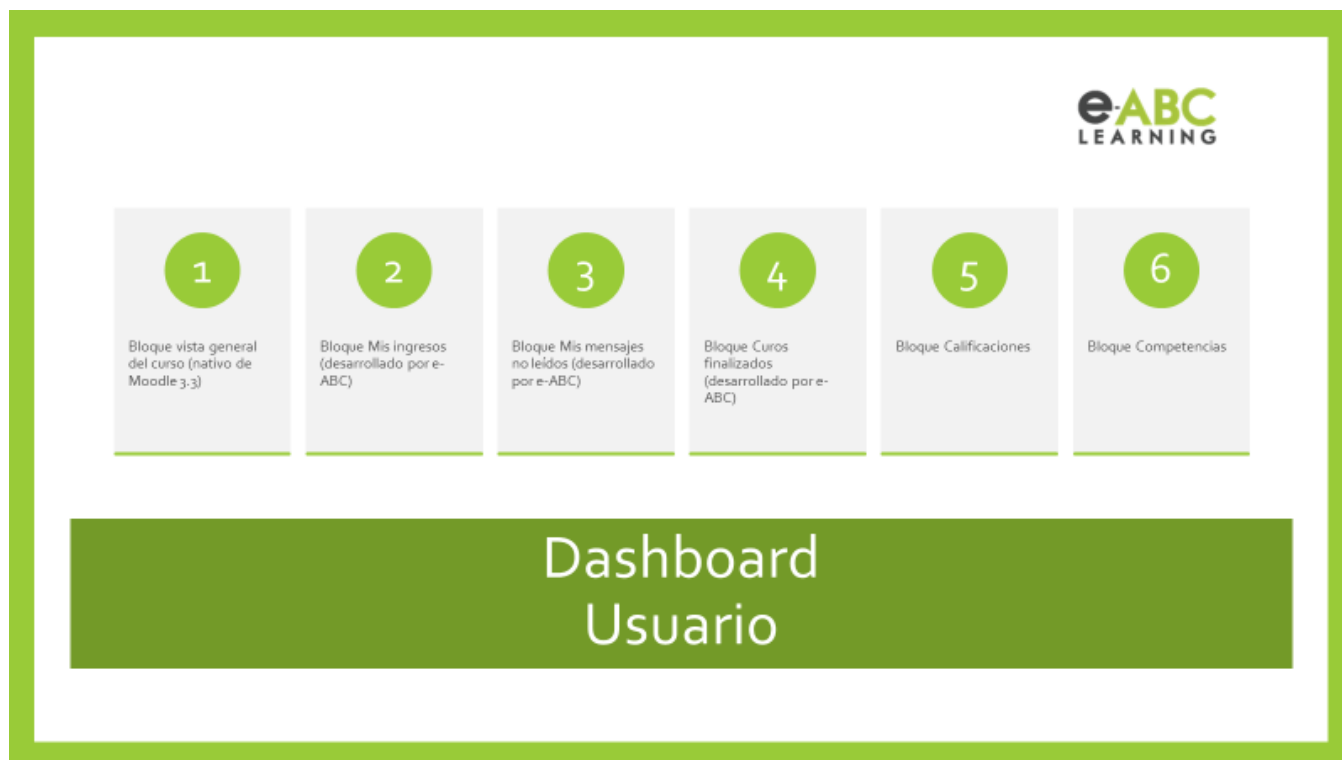 e-ABC
LEARNING
1
Bloque vista general
del curso (nativo de
Moodle 3.3)
2
Bloque Mis ingresos
(desarrollado por e-
ABC)
3
Bloque Mis mensajes
no leídos (desarrollado
por e-ABC)
4
Bloque Curos
finalizados
(desarrollado por e-
ABC)
5
Bloque Calificaciones
6
Bloque Competencias
Dashboard
Usuario